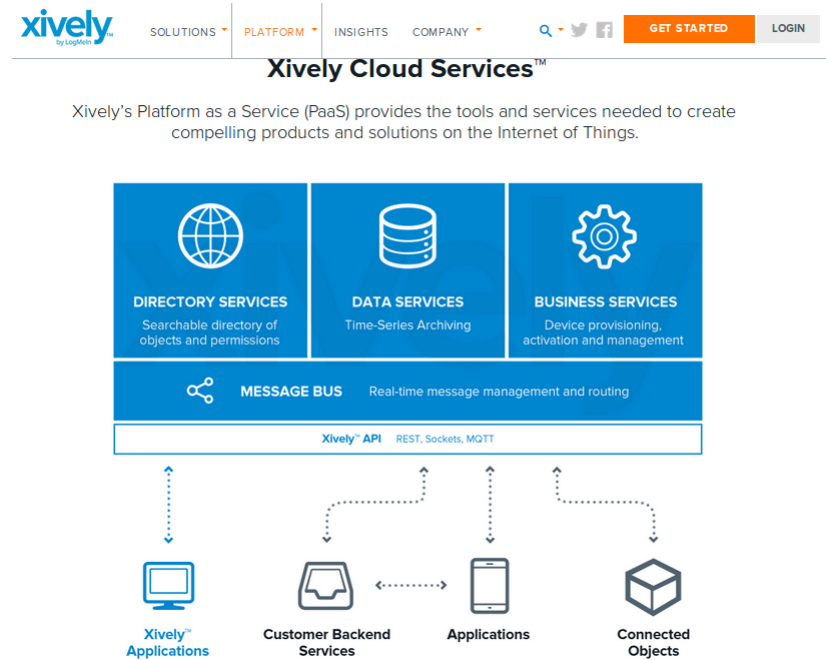 xively™
by LogMeIn
SOLUTIONS
PLATFORM
INSIGHTS
COMPANY
GET STARTED
LOGIN
Xively Cloud Services™
Xively's Platform as a Service (PaaS) provides the tools and services needed to create
compelling products and solutions on the Internet of Things.
xively
DIRECTORY SERVICES
Searchable directory of
objects and permissions
DATA SERVICES
Time-Series Archiving
BUSINESS SERVICES
Device provisioning,
activation and management
MESSAGE BUS Real-time message management and routing
Xively™ API REST, Sockets, MQTT
Xively™
Applications
Customer Backend
Services
Applications
Connected
Objects